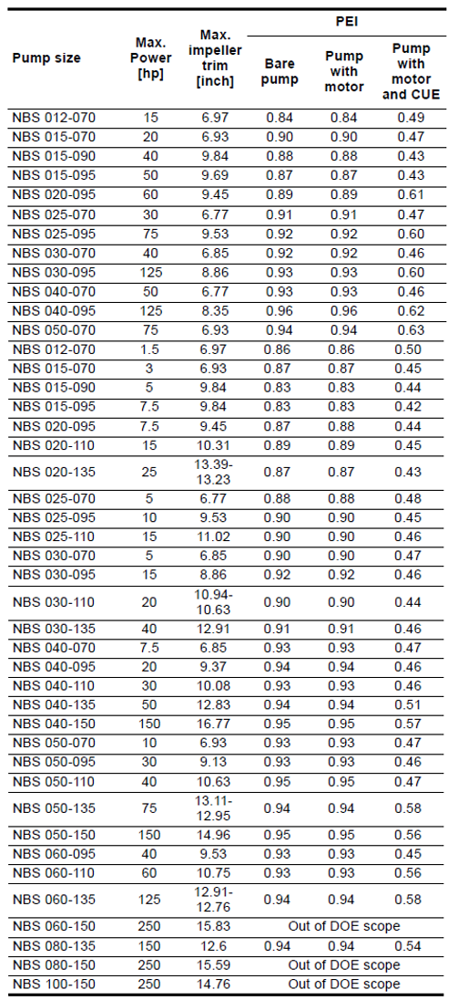 PEI
Pump size Max. Power [hp] Max. impeller trim [inch] Bare pump Pump with motor Pump with motor and CUE
NBS 012-070 15 6.97 0.84 0.84 0.49
NBS 015-070 20 6.93 0.90 0.90 0.47
NBS 015-090 40 9.84 0.88 0.88 0.43
NBS 015-095 50 9.69 0.87 0.87 0.43
NBS 020-095 60 9.45 0.89 0.89 0.61
NBS 025-070 30 6.77 0.91 0.91 0.47
NBS 025-095 75 9.53 0.92 0.92 0.60
NBS 030-070 40 6.85 0.92 0.92 0.46
NBS 030-095 125 8.86 0.93 0.93 0.60
NBS 040-070 50 6.77 0.93 0.93 0.46
NBS 040-095 125 8.35 0.96 0.96 0.62
NBS 050-070 75 6.93 0.94 0.94 0.63
NBS 012-070 1.5 6.97 0.86 0.86 0.50
NBS 015-070 3 6.93 0.87 0.87 0.45
NBS 015-090 5 9.84 0.83 0.83 0.44
NBS 015-095 7.5 9.84 0.83 0.83 0.42
NBS 020-095 7.5 9.45 0.87 0.88 0.44
NBS 020-110 15 10.31 0.89 0.89 0.45
NBS 020-135 25 13.39-13.23 0.87 0.87 0.43
NBS 025-070 5 6.77 0.88 0.88 0.48
NBS 025-095 10 9.53 0.90 0.90 0.45
NBS 025-110 15 11.02 0.90 0.90 0.46
NBS 030-070 5 6.85 0.90 0.90 0.47
NBS 030-095 15 8.86 0.92 0.92 0.46
NBS 030-110 20 10.94-10.63 0.90 0.90 0.44
NBS 030-135 40 12.91 0.91 0.91 0.46
NBS 040-070 7.5 6.85 0.93 0.93 0.47
NBS 040-095 20 9.37 0.94 0.94 0.46
NBS 040-110 30 10.08 0.93 0.93 0.46
NBS 040-135 50 12.83 0.94 0.94 0.51
NBS 040-150 150 16.77 0.95 0.95 0.57
NBS 050-070 10 6.93 0.93 0.93 0.47
NBS 050-095 30 9.13 0.93 0.93 0.46
NBS 050-110 40 10.63 0.95 0.95 0.47
NBS 050-135 75 13.11-12.95 0.94 0.94 0.58
NBS 050-150 150 14.96 0.95 0.95 0.56
NBS 060-095 40 9.53 0.93 0.93 0.45
NBS 060-110 60 10.75 0.93 0.93 0.56
NBS 060-135 125 12.91-12.76 0.94 0.94 0.58
NBS 060-150 250 15.83 Out of DOE scope
NBS 080-135 150 12.6 0.94 0.94 0.54
NBS 080-150 250 15.59 Out of DOE scope
NBS 100-150 250 14.76 Out of DOE scope